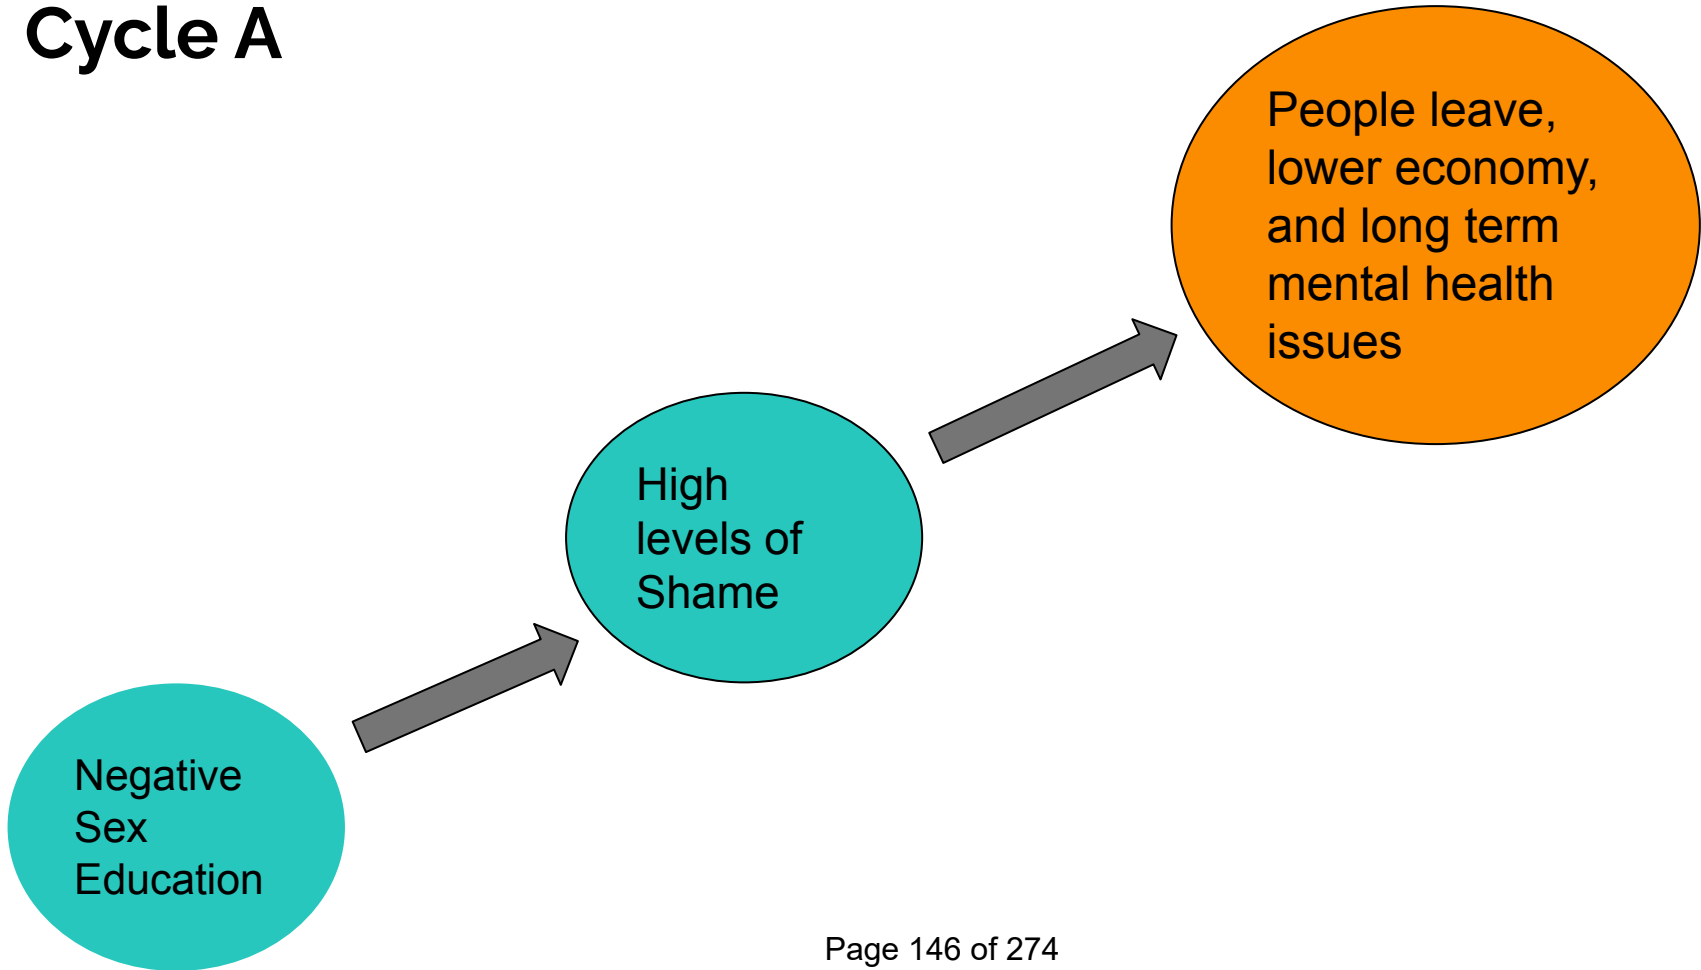 Cycle A
People leave,
lower economy,
and long term
mental health
issues
High
levels of
Shame
Negative
Sex
Education
Page 146 of 274